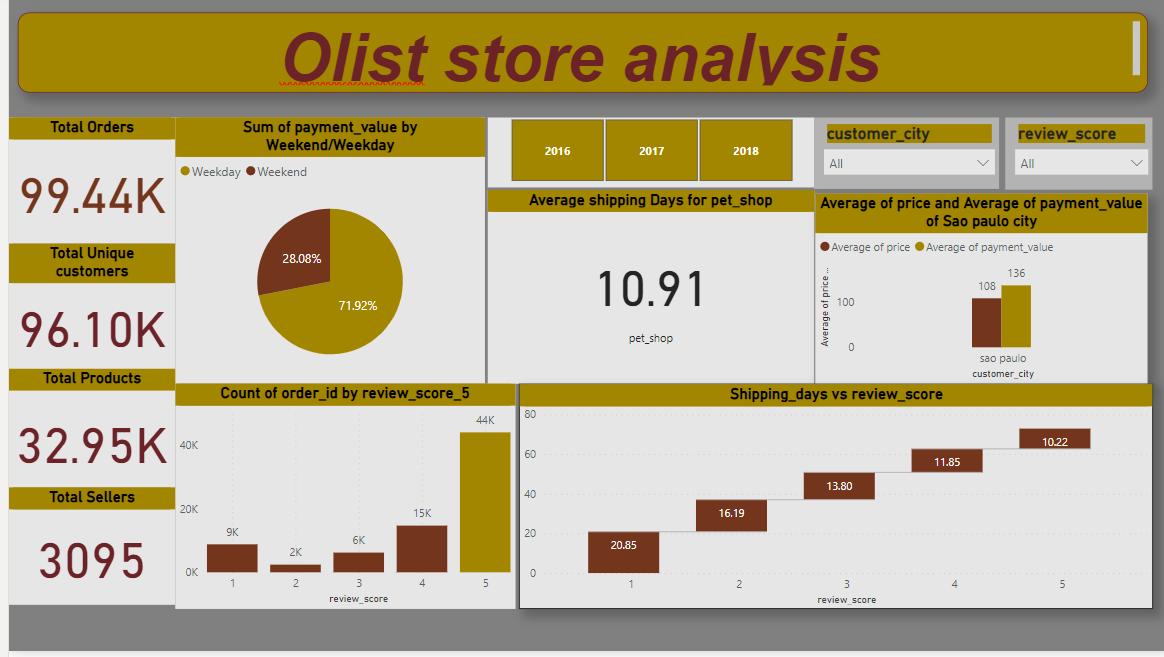 Olist store analysis
Total Orders
99.44K
Total Unique
customers
96.10K
Total Products
32.95K
Total Sellers
3095
Sum of payment_value by
Weekend/Weekday
Weekday Weekend
28.08%
71.92%
2016 2017 2018
customer_city
All
review_score
All
Average shipping Days for pet_shop
10.91
pet_shop
Average of price and Average of payment_value
of Sao paulo city
Average of price Average of payment_value
Average of price...
100
0
108
136
sao paulo
customer_city
Count of order_id by review_score_5
40K
20K
0K
9K
2K
6K
15K
44K
1 2 3 4 5
review_score
Shipping_days vs review_score
80
60
40
20
0
20.85
16.19
13.80
11.85
10.22
1 2 3 4 5
review_score